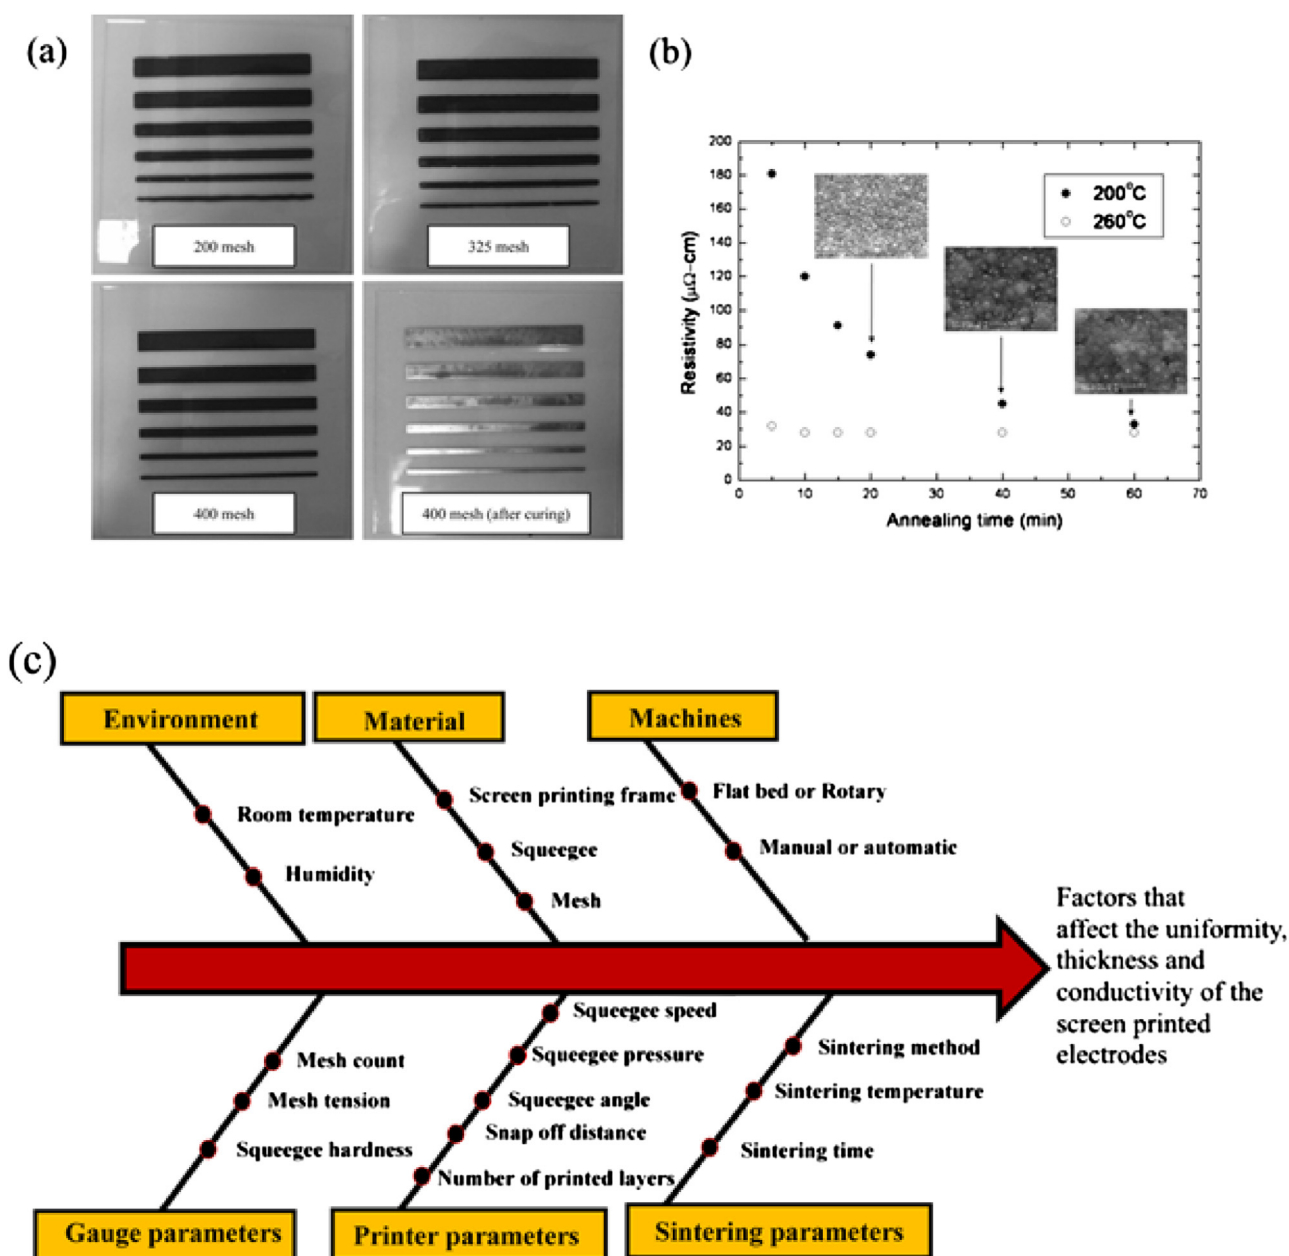 (a)
200 mesh
325 mesh
400 mesh
400 mesh (after curing)
(b)
200
180
160
140
120
100
80
60
40
20
0
Resistivity (μΩ-cm)
200°C
260°C
0 10 20 30 40 50 60 70
Annealing time (min)
(c)
Environment
Material
Machines
Room temperature
Humidity
Screen printing frame
Squeegee
Mesh
Flat bed or Rotary
Manual or automatic
Factors that
affect the uniformity,
thickness and
conductivity of the
screen printed
electrodes
Mesh count
Mesh tension
Squeegee hardness
Squeegee speed
Squeegee pressure
Squeegee angle
Snap off distance
Number of printed layers
Sintering method
Sintering temperature
Sintering time
Gauge parameters
Printer parameters
Sintering parameters